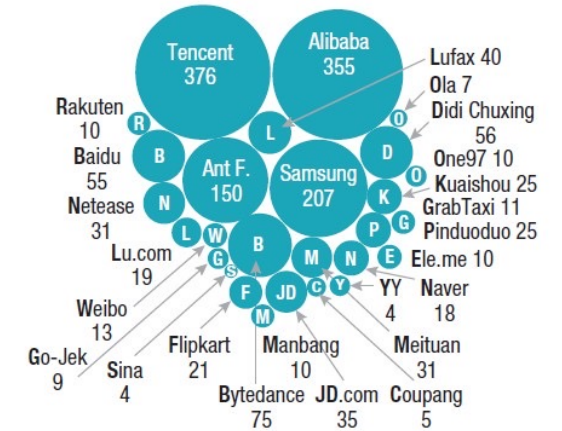 Tencent
376
Alibaba
355
Lufax 40
Ola 7
Didi Chuxing
56
One97 10
Kuaishou 25
GrabTaxi 11
Pinduoduo 25
Ele.me 10
Naver
18
YY
4
Meituan
31
Coupang
5
JD.com
35
Manbang
10
Bytedance
75
Flipkart
21
Sina
4
Go-Jek
9
Weibo
13
Lu.com
19
Netease
31
Baidu
55
Rakuten
10
Ant F.
150
Samsung
207
R
B
N
L
W
G
S
F
M
JD
C
Y
B
M
N
E
P
G
K
O
D
O
L